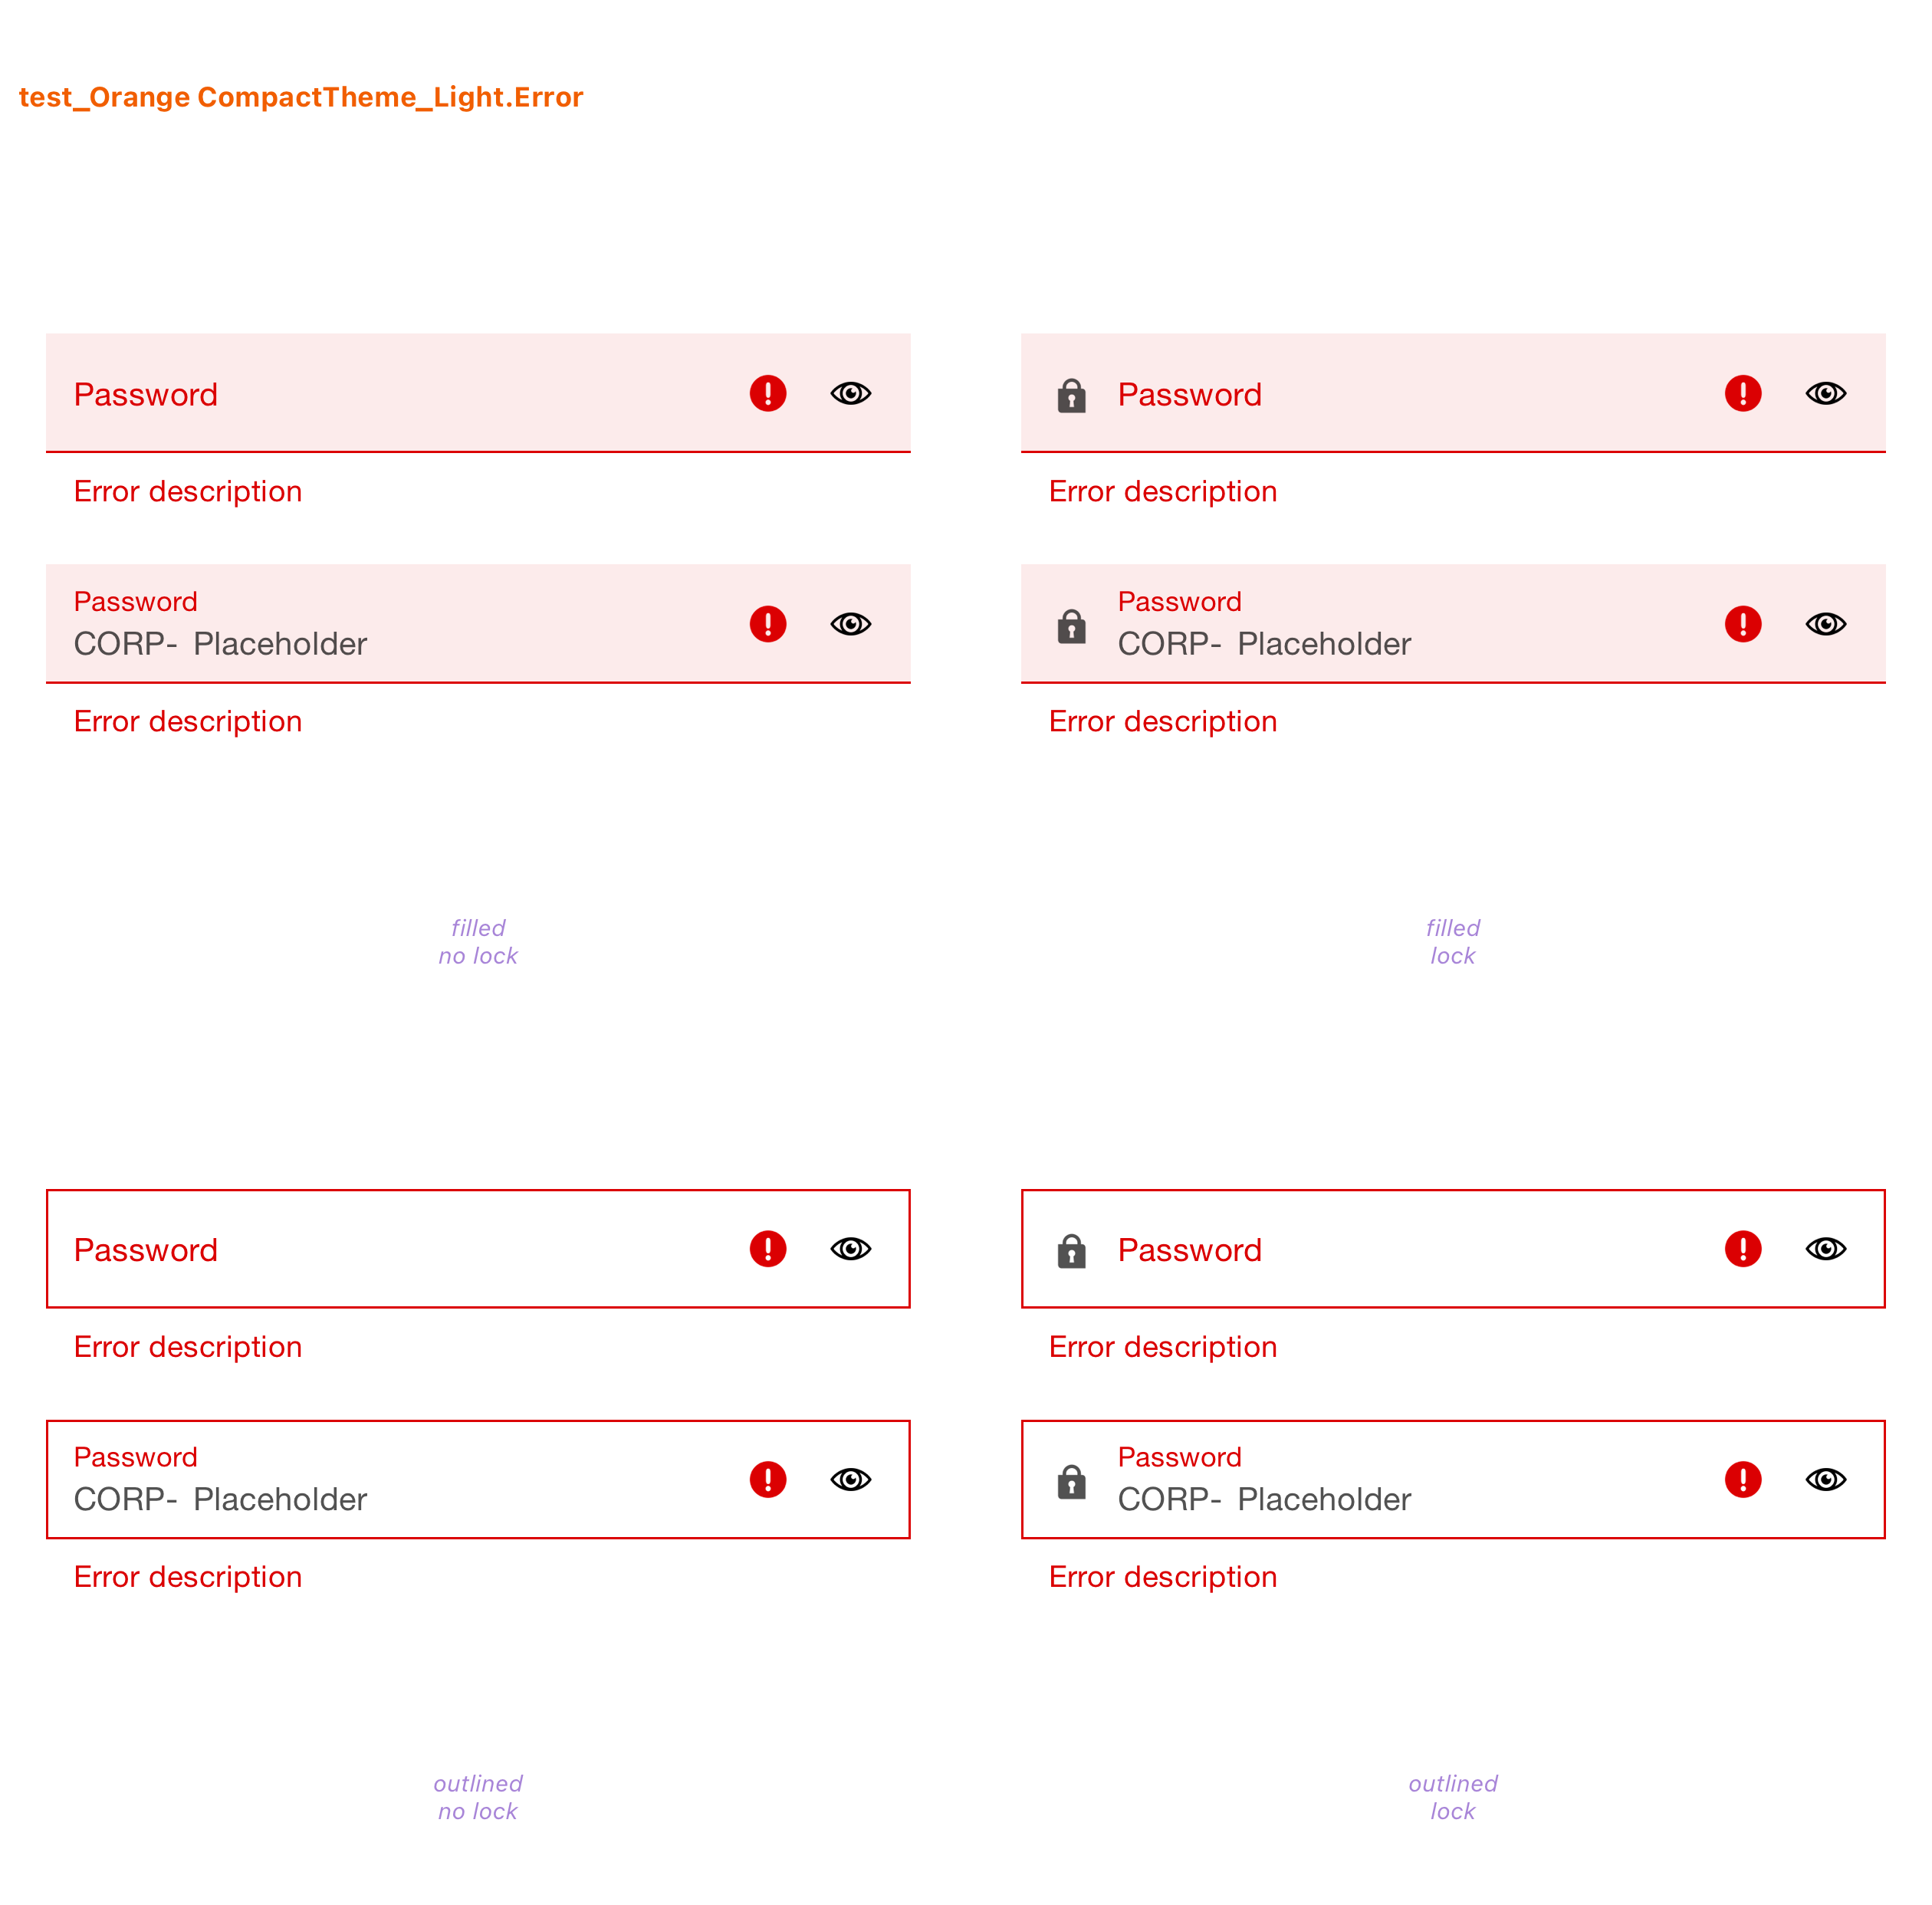 test_Orange CompactTheme_Light.Error
Password
Error description
Password
CORP- Placeholder
Error description
filled
no lock
Password
Error description
Password
CORP- Placeholder
Error description
filled
lock
Password
Error description
Password
CORP- Placeholder
Error description
outlined
no lock
Password
Error description
Password
CORP- Placeholder
Error description
outlined
lock